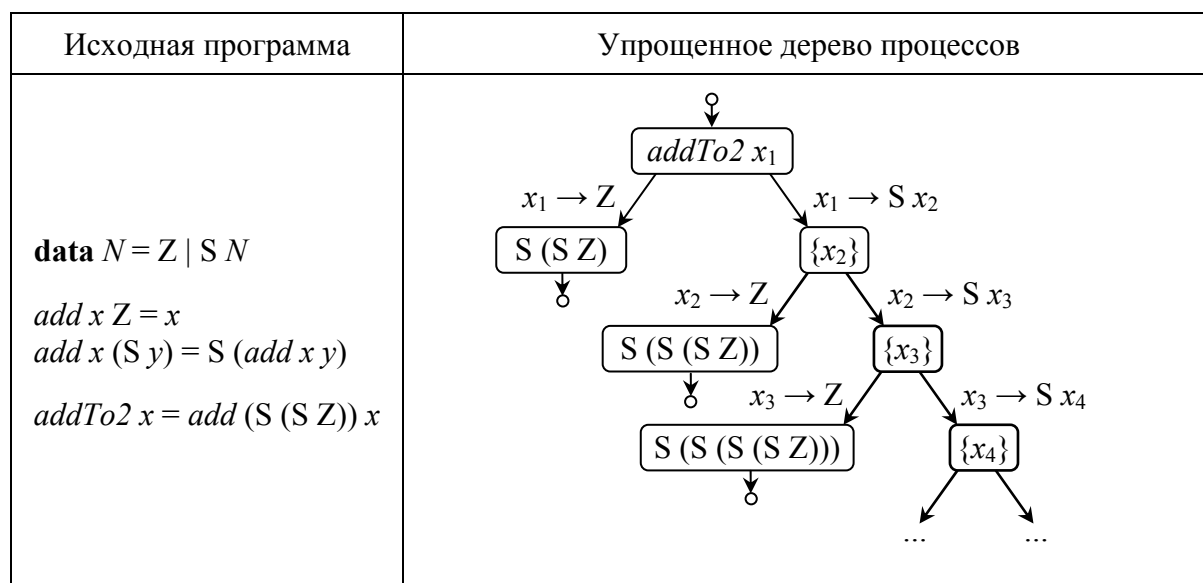 Исходная программа
Упрощенное дерево процессов
data N = Z | S N
add x Z = x
add x (S y) = S (add x y)
addTo2 x = add (S (S Z)) x
addTo2 x₁
x₁ → Z
x₁ → S x₂
S (S Z)
{x₂}
x₂ → Z
x₂ → S x₃
S (S (S Z))
{x₃}
x₃ → Z
x₃ → S x₄
S (S (S (S Z)))
{x₄}
...
...